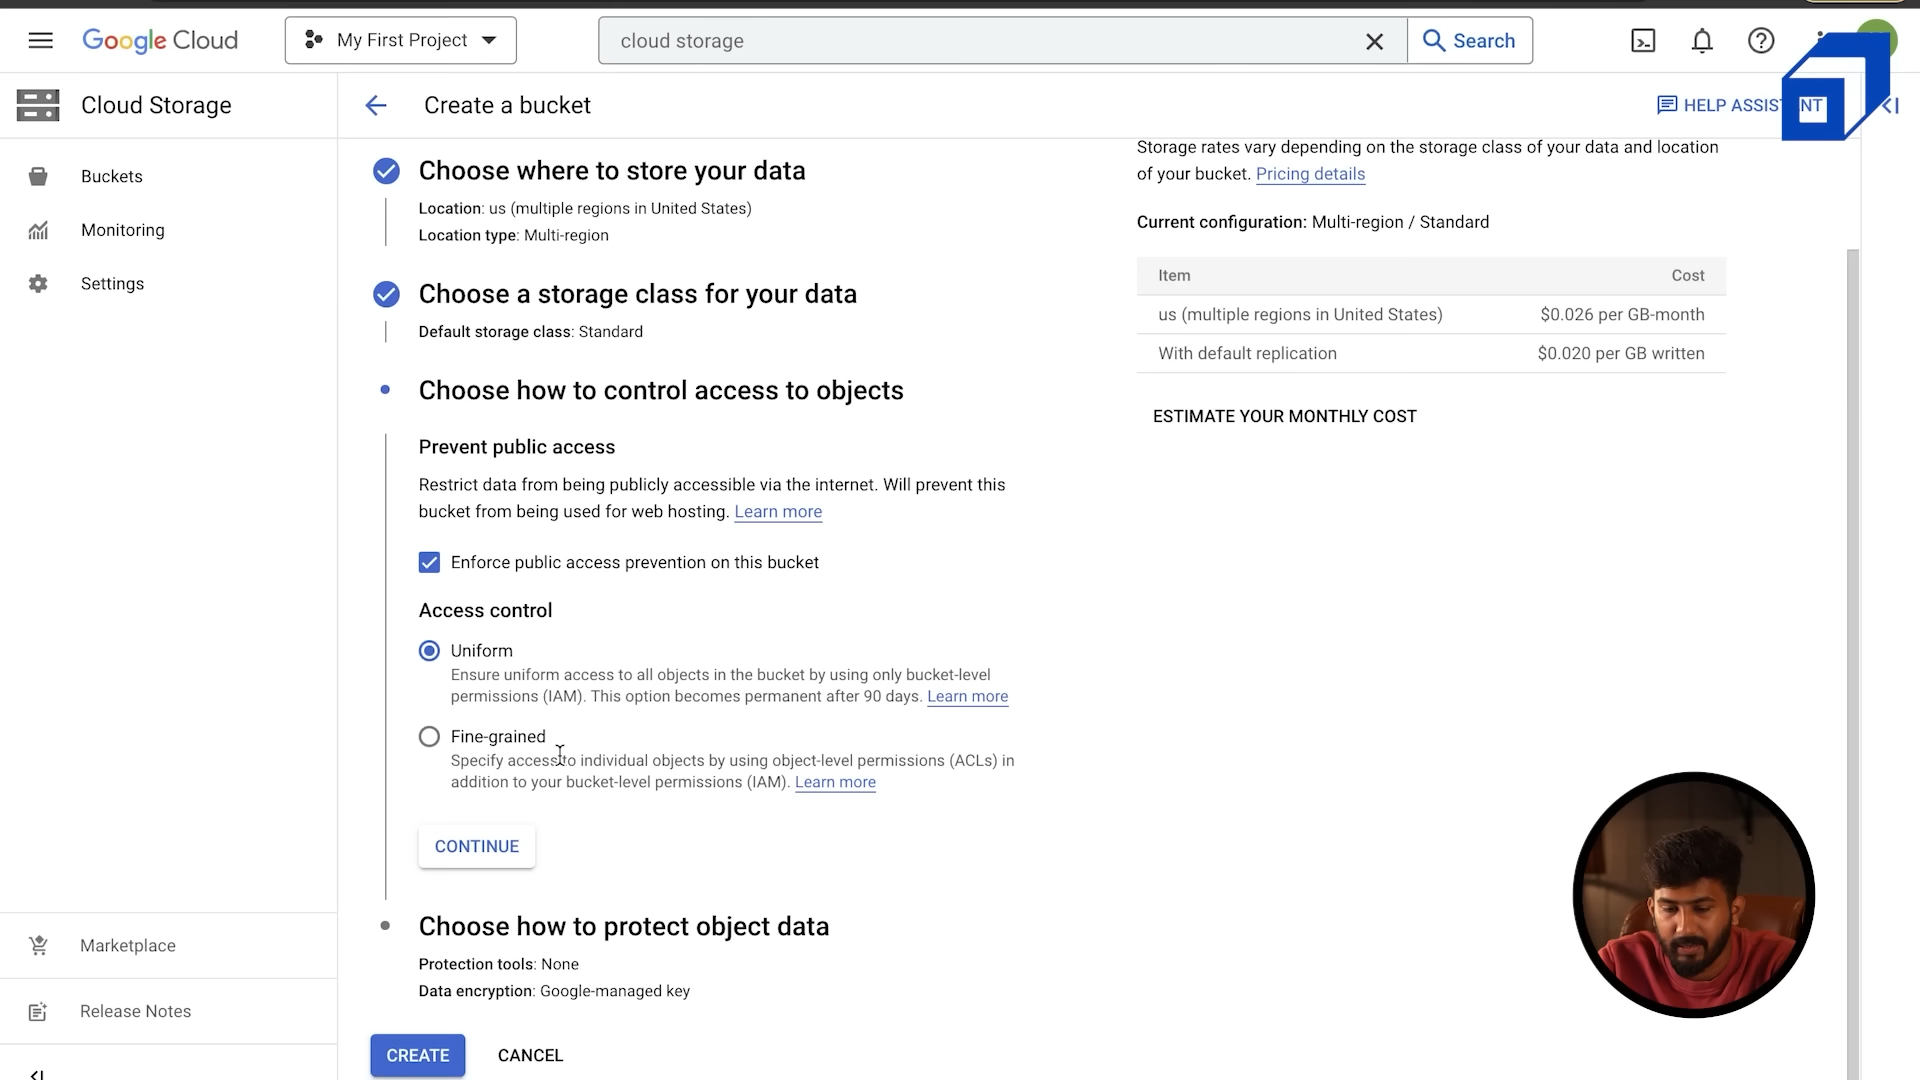 Google Cloud
My First Project
cloud storage
Search
Cloud Storage
Create a bucket
HELP ASSIS NT
Buckets
Monitoring
Settings
Choose where to store your data
Location: us (multiple regions in United States)
Location type: Multi-region
Choose a storage class for your data
Default storage class: Standard
Choose how to control access to objects
Prevent public access
Restrict data from being publicly accessible via the internet. Will prevent this
bucket from being used for web hosting. Learn more
Enforce public access prevention on this bucket
Access control
Uniform
Ensure uniform access to all objects in the bucket by using only bucket-level
permissions (IAM). This option becomes permanent after 90 days. Learn more
Fine-grained
Specify access to individual objects by using object-level permissions (ACLs) in
addition to your bucket-level permissions (IAM). Learn more
CONTINUE
Choose how to protect object data
Protection tools: None
Data encryption: Google-managed key
CREATE CANCEL
Storage rates vary depending on the storage class of your data and location
of your bucket. Pricing details
Current configuration: Multi-region / Standard
Item Cost
us (multiple regions in United States) $0.026 per GB-month
With default replication $0.020 per GB written
ESTIMATE YOUR MONTHLY COST
Marketplace
Release Notes